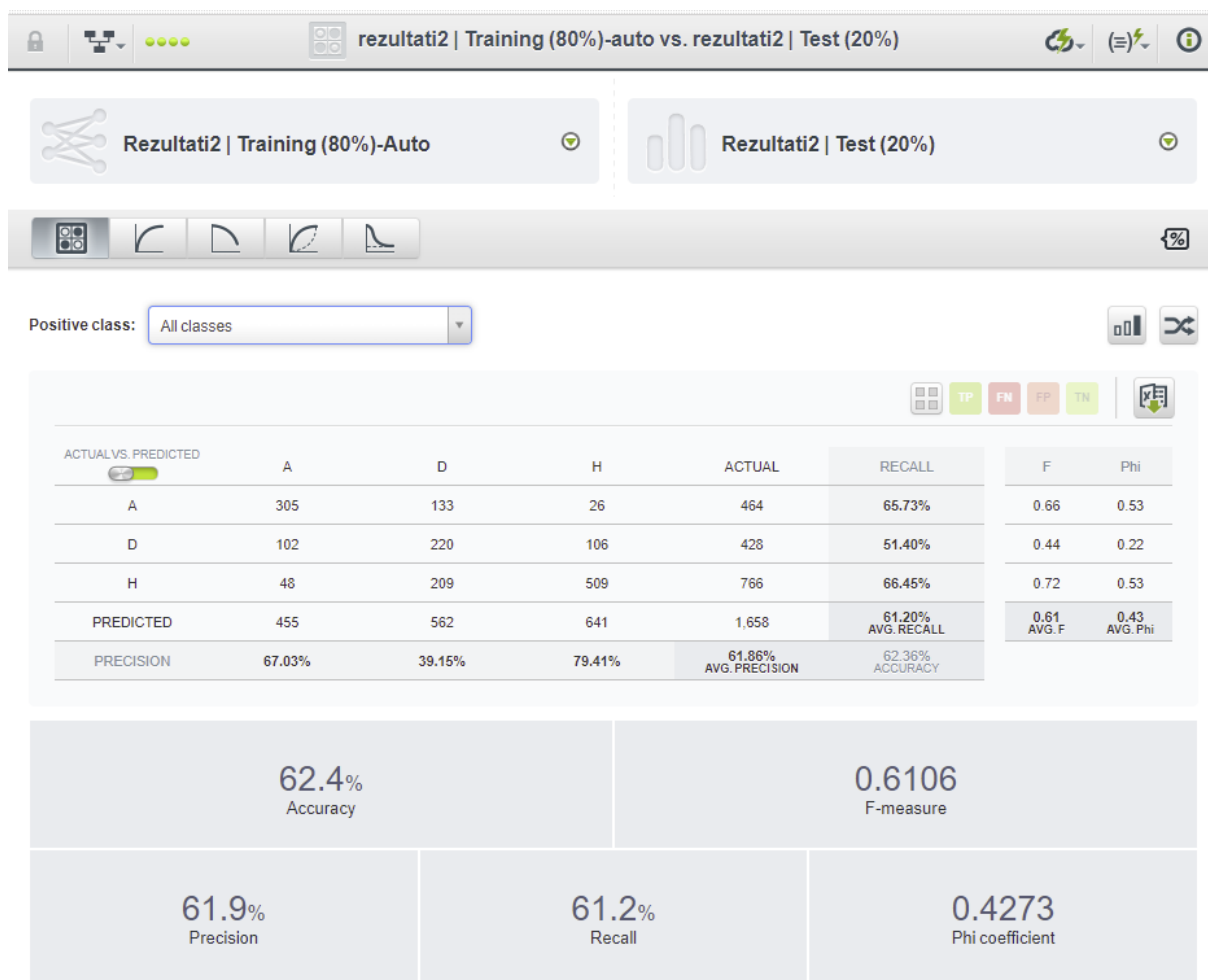 rezultati2 | Training (80%)-auto vs. rezultati2 | Test (20%)
Rezultati2 | Training (80%)-Auto
Rezultati2 | Test (20%)
Positive class: All classes
TP FN FP TN
ACTUAL VS. PREDICTED A D H ACTUAL RECALL F Phi
A 305 133 26 464 65.73% 0.66 0.53
D 102 220 106 428 51.40% 0.44 0.22
H 48 209 509 766 66.45% 0.72 0.53
PREDICTED 455 562 641 1,658 61.20% AVG. RECALL 0.61 AVG. F 0.43 AVG. Phi
PRECISION 67.03% 39.15% 79.41% 61.86% AVG. PRECISION 62.36% ACCURACY
62.4%
Accuracy
0.6106
F-measure
61.9%
Precision
61.2%
Recall
0.4273
Phi coefficient